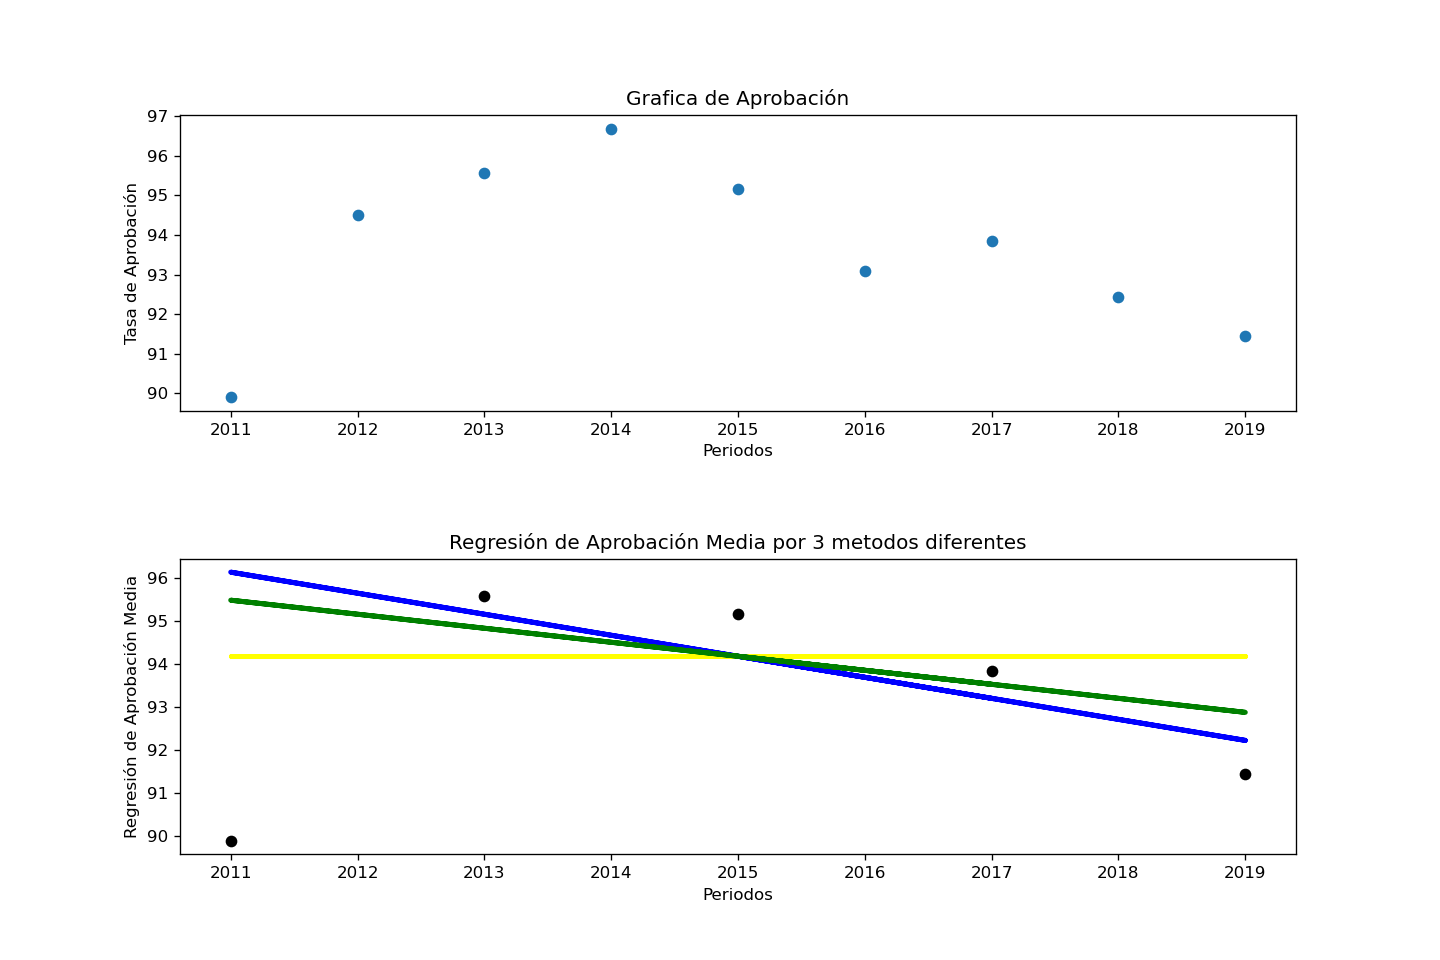 Grafica de Aprobación
Tasa de Aprobación
97
96
95
94
93
92
91
90
2011 2012 2013 2014 2015 2016 2017 2018 2019
Periodos
Regresión de Aprobación Media por 3 metodos diferentes
Regresión de Aprobación Media
96
95
94
93
92
91
90
2011 2012 2013 2014 2015 2016 2017 2018 2019
Periodos